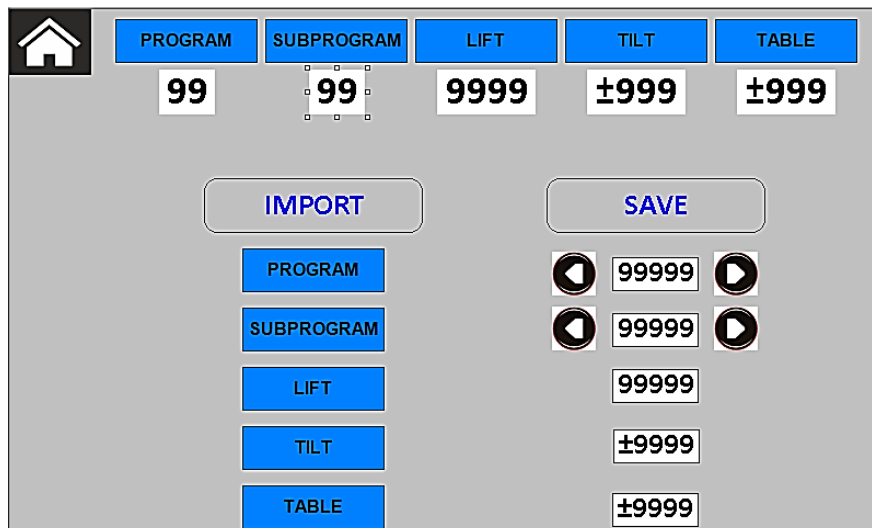 PROGRAM SUBPROGRAM LIFT TILT TABLE
99 99 9999 ±999 ±999
IMPORT SAVE
PROGRAM 99999
SUBPROGRAM 99999
LIFT 99999
TILT ±9999
TABLE ±9999